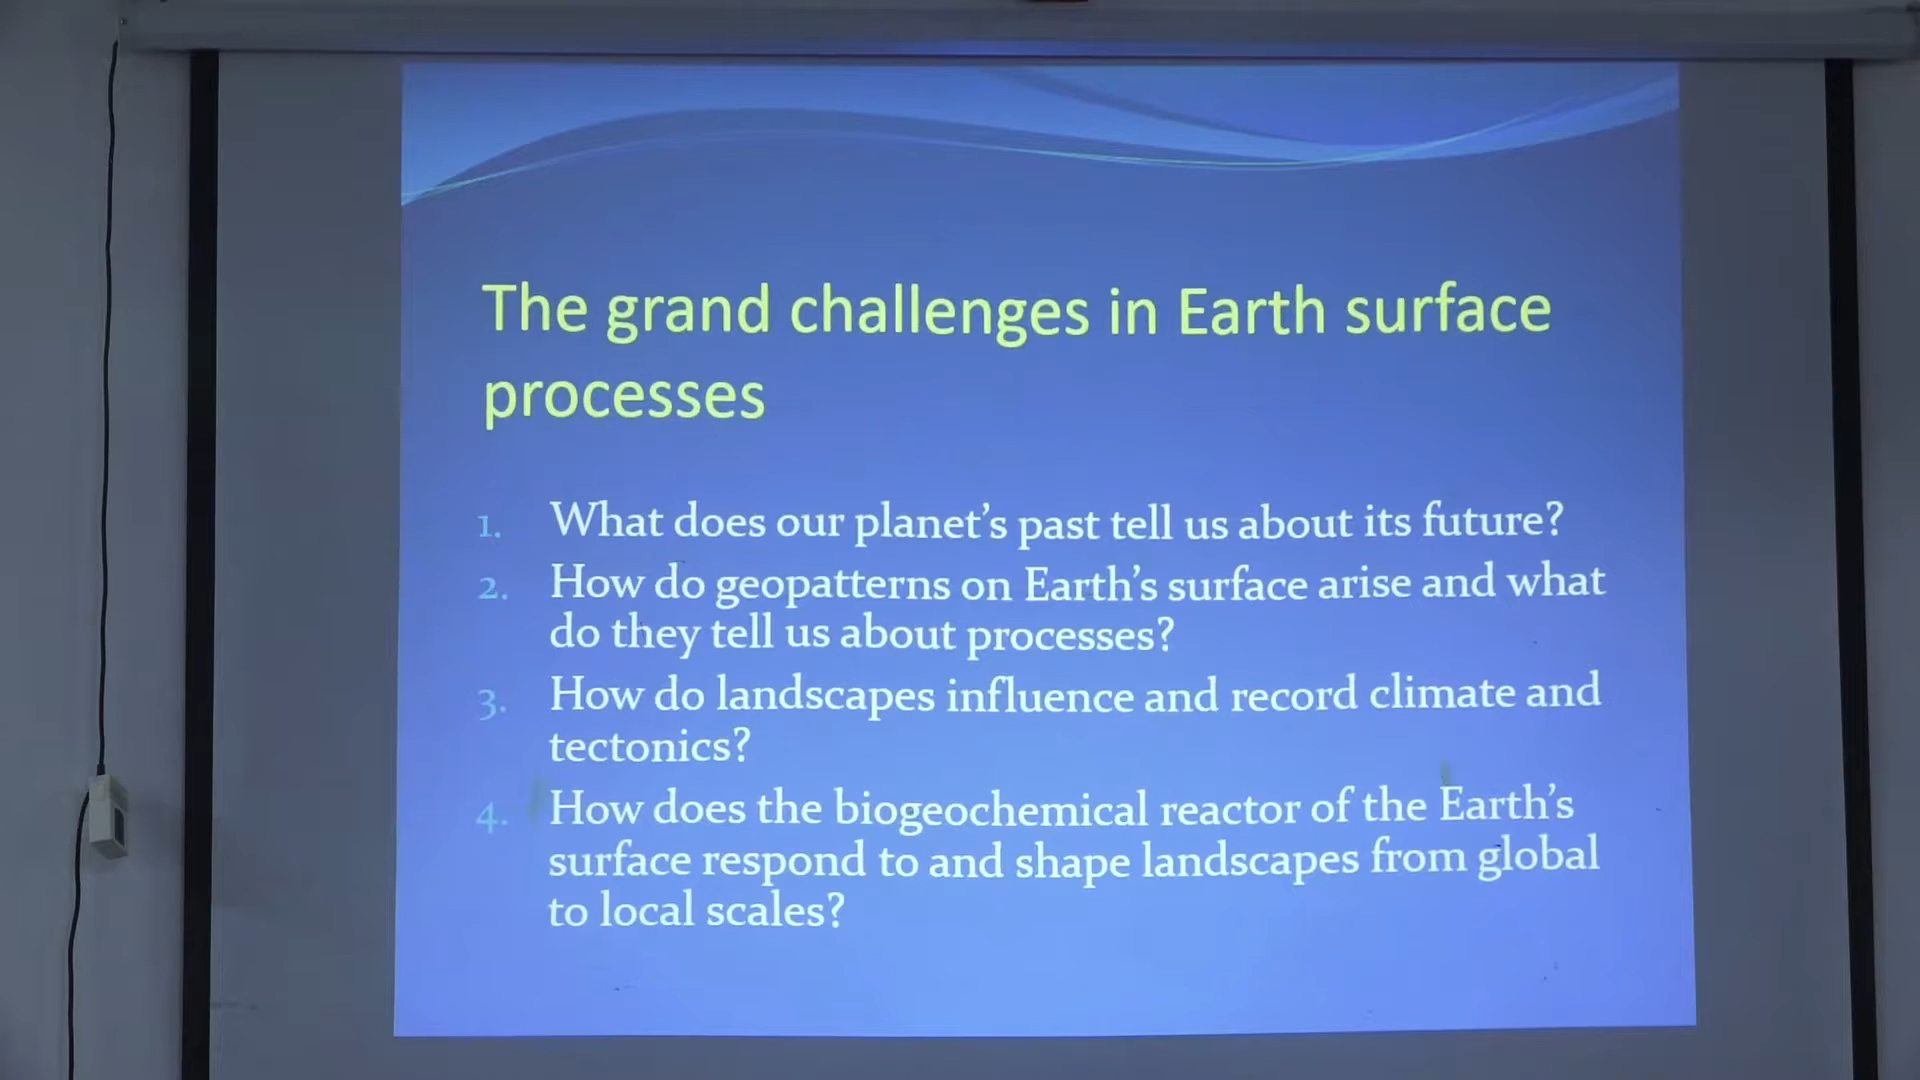 The grand challenges in Earth surface
processes
1. What does our planet's past tell us about its future?
2. How do geopatterns on Earth's surface arise and what
do they tell us about processes?
3. How do landscapes influence and record climate and
tectonics?
4. How does the biogeochemical reactor of the Earth's
surface respond to and shape landscapes from global
to local scales?